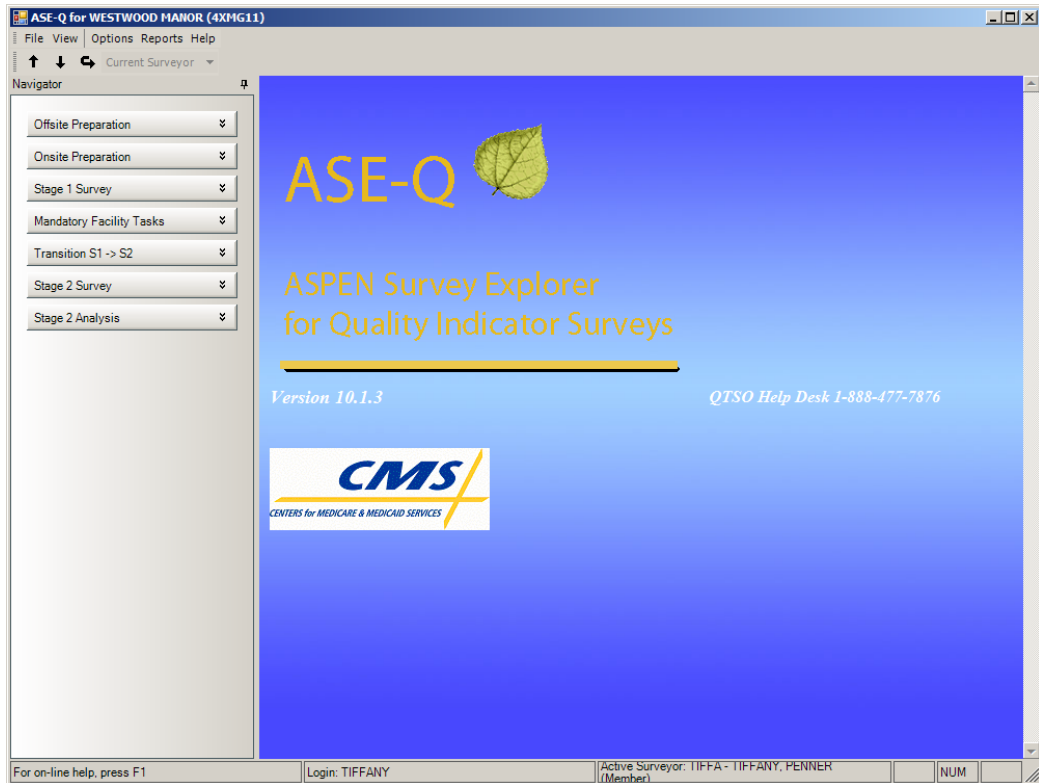 ASE-Q for WESTWOOD MANOR (4XMG11)
File View Options Reports Help
Current Surveyor
Navigator
Offsite Preparation
Onsite Preparation
Stage 1 Survey
Mandatory Facility Tasks
Transition S1 -> S2
Stage 2 Survey
Stage 2 Analysis
ASE-Q
ASPEN Survey Explorer
for Quality Indicator Surveys
Version 10.1.3 QTSO Help Desk 1-888-477-7876
CMS
CENTERS for MEDICARE & MEDICAID SERVICES
For on-line help, press F1 Login: TIFFANY Active Surveyor: TIFFA - TIFFANY, PENNER
(Member) NUM